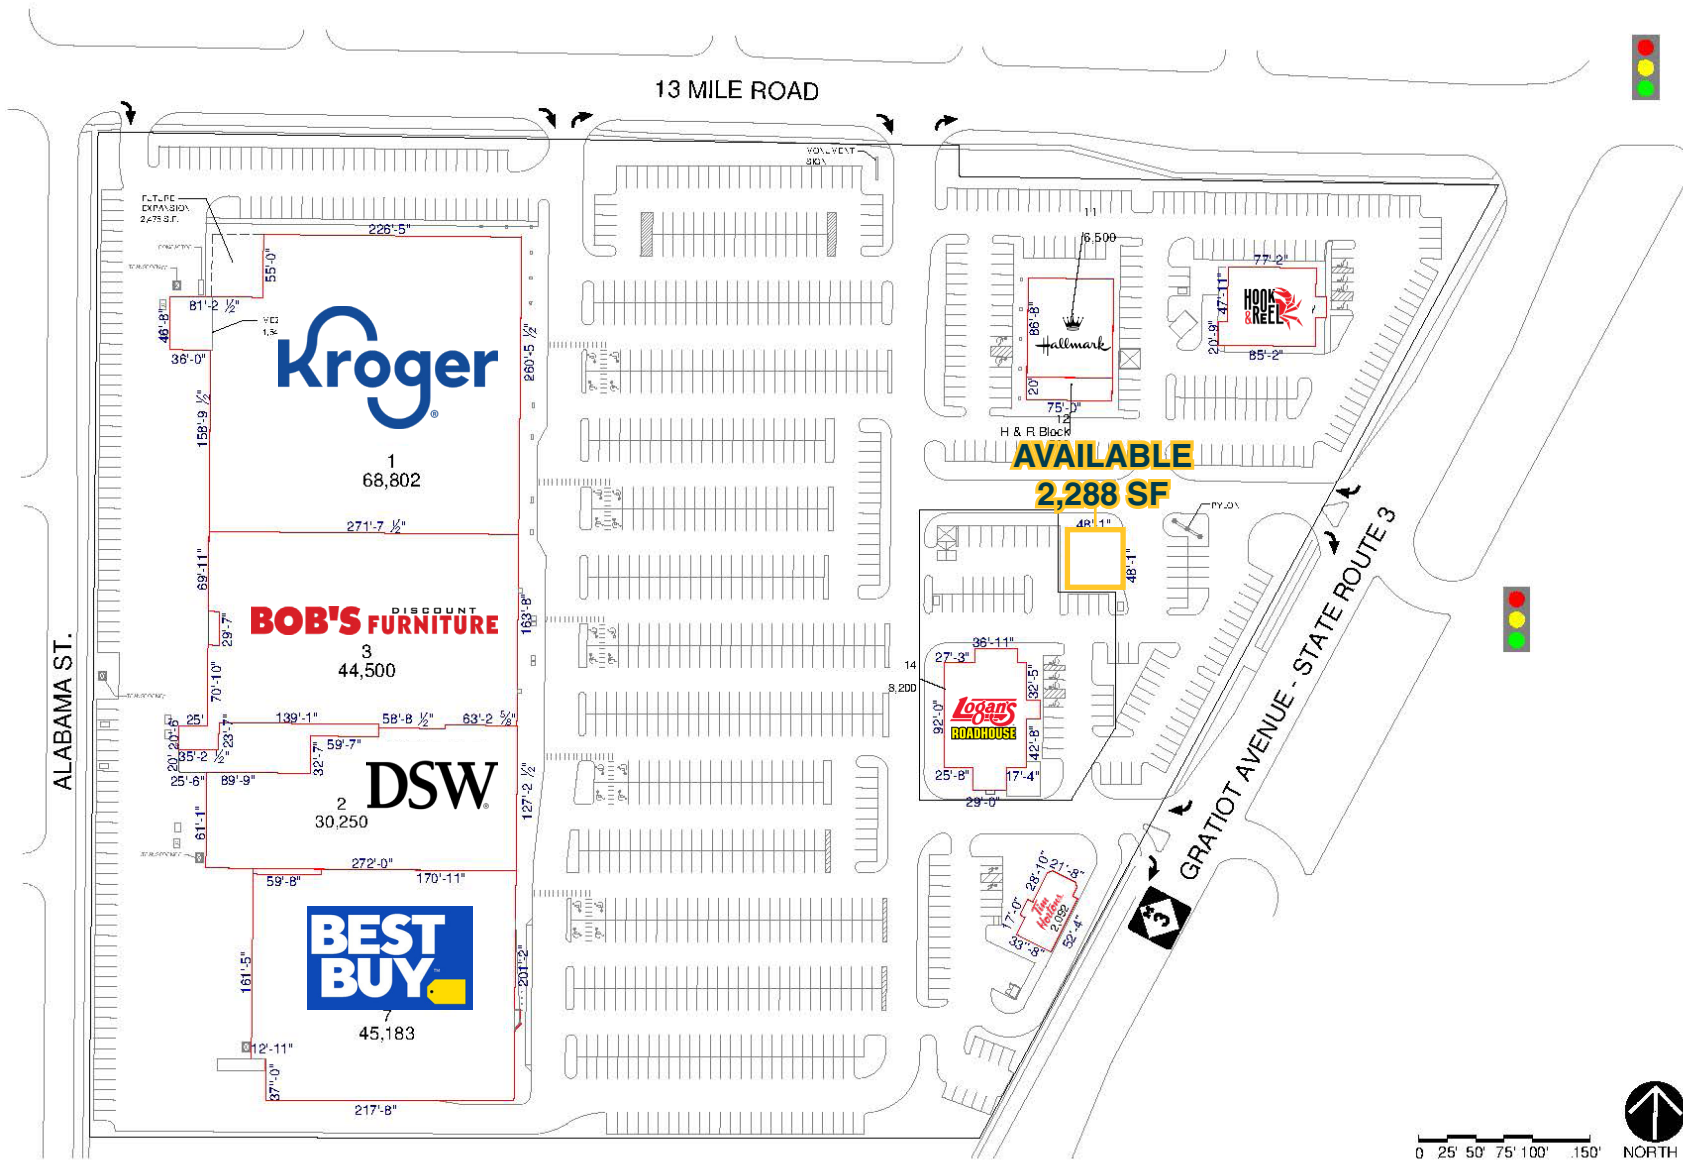 13 MILE ROAD
MONUMENT
SIGN
FUTURE
EXPANSION
2,475 S.F.
226'-5"
55'-0"
81'-2 ½"
46'-8"
36'-0"
158'-9 ½"
260'-5 ½"
Kroger
®
1
68,802
271'-7 ½"
69'-11"
29'-7"
70'-10"
163'-8"
BOB'S DISCOUNT
FURNITURE
3
44,500
25'
139'-1"
58'-8 ½"
63'-2 ⅝"
20'-6"
23'-7"
35'-2 ½"
20'
59'-7"
32'-7"
25'-6"
89'-9"
DSW
2
30,250
61'-1"
127'-2 ½"
272'-0"
59'-8"
170'-11"
BEST
BUY
7
45,183
161'-5"
201'-2"
12'-11"
37'-0"
217'-8"
ALABAMA ST.
11
6,500
86'-8"
Hallmark
20'
75'-0"
12
H & R Block
77'-2"
47'-11"
HOOK
& REEL
20'-9"
85'-2"
AVAILABLE
2,288 SF
48'-1"
48'-1"
PYLON
14
8,200
36'-11"
27'-3"
32'-5"
92'-0"
Logan's
ROADHOUSE
42'-8"
25'-8"
17'-4"
29'-0"
28'-10"
21'-8"
17'-0"
Tim
Hortons
2,092
33'-8"
52'-4"
GRATIOT AVENUE - STATE ROUTE 3
M
3
0 25' 50' 75' 100' 150'
NORTH